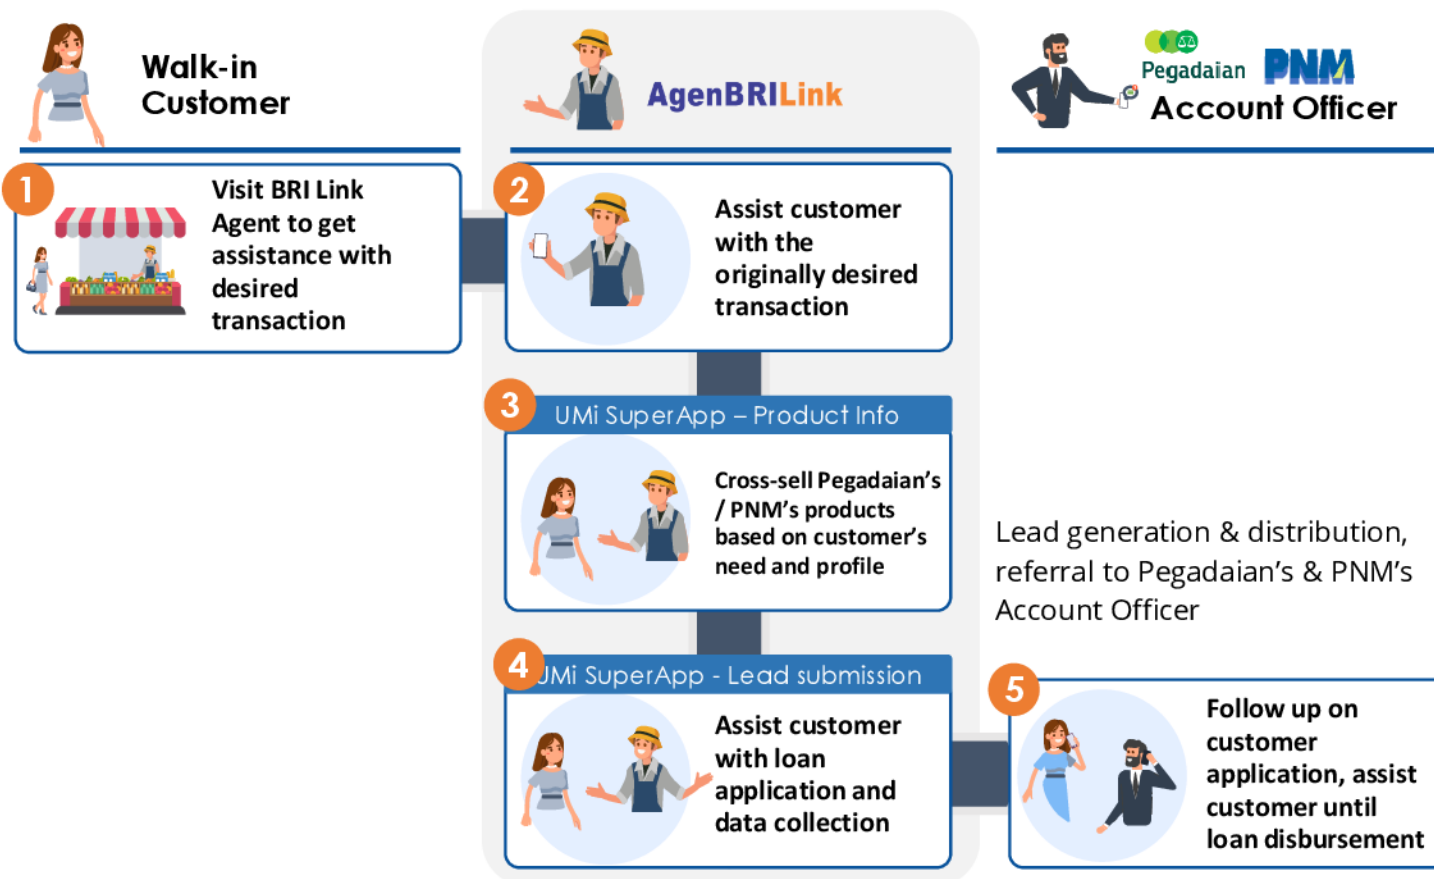 Walk-in
Customer
AgenBRILink
Pegadaian PNM
Account Officer
1
Visit BRI Link
Agent to get
assistance with
desired
transaction
2
Assist customer
with the
originally desired
transaction
3
UMi SuperApp – Product Info
Cross-sell Pegadaian's
/ PNM's products
based on customer's
need and profile
Lead generation & distribution,
referral to Pegadaian's & PNM's
Account Officer
4
UMi SuperApp - Lead submission
Assist customer
with loan
application and
data collection
5
Follow up on
customer
application, assist
customer until
loan disbursement